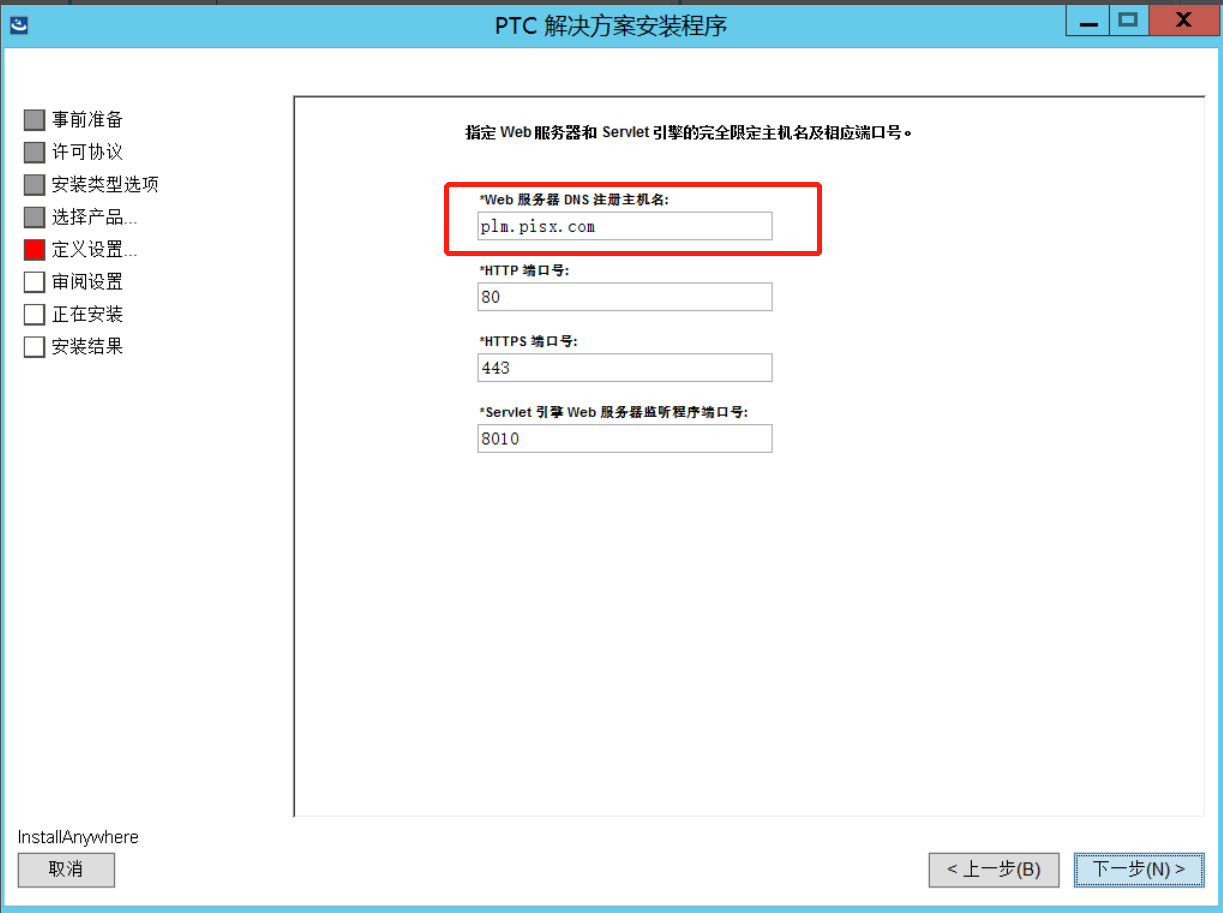 PTC 解决方案安装程序
事前准备
许可协议
安装类型选项
选择产品...
定义设置...
审阅设置
正在安装
安装结果
指定 Web 服务器和 Servlet 引擎的完全限定主机名及相应端口号。
*Web 服务器 DNS 注册主机名:
plm.pisx.com
*HTTP 端口号:
80
*HTTPS 端口号:
443
*Servlet 引擎 Web 服务器监听程序端口号:
8010
InstallAnywhere
取消
< 上一步(B)
下一步(N) >